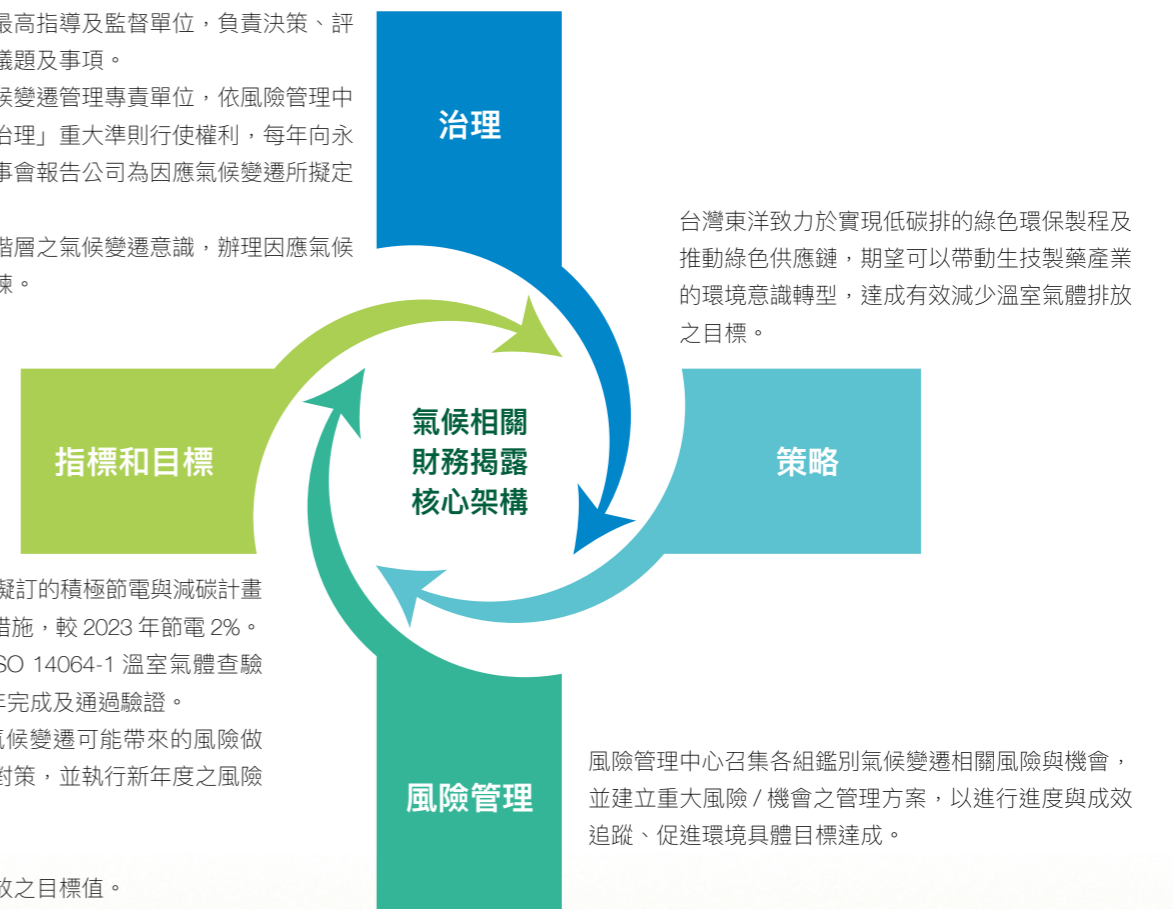 最高指導及監督單位，負責決策、評
議題及事項。
候變遷管理專責單位，依風險管理中
治理」重大準則行使權利，每年向永
事會報告公司為因應氣候變遷所擬定
階層之氣候變遷意識，辦理因應氣候
練。
治理
台灣東洋致力於實現低碳排的綠色環保製程及
推動綠色供應鏈，期望可以帶動生技製藥產業
的環境意識轉型，達成有效減少溫室氣體排放
之目標。
指標和目標
氣候相關
財務揭露
核心架構
策略
擬訂的積極節電與減碳計畫
措施，較 2023 年節電 2%。
SO 14064-1 溫室氣體查驗
年完成及通過驗證。
氣候變遷可能帶來的風險做
對策，並執行新年度之風險
放之目標值。
風險管理
風險管理中心召集各組鑑別氣候變遷相關風險與機會，
並建立重大風險 / 機會之管理方案，以進行進度與成效
追蹤、促進環境具體目標達成。